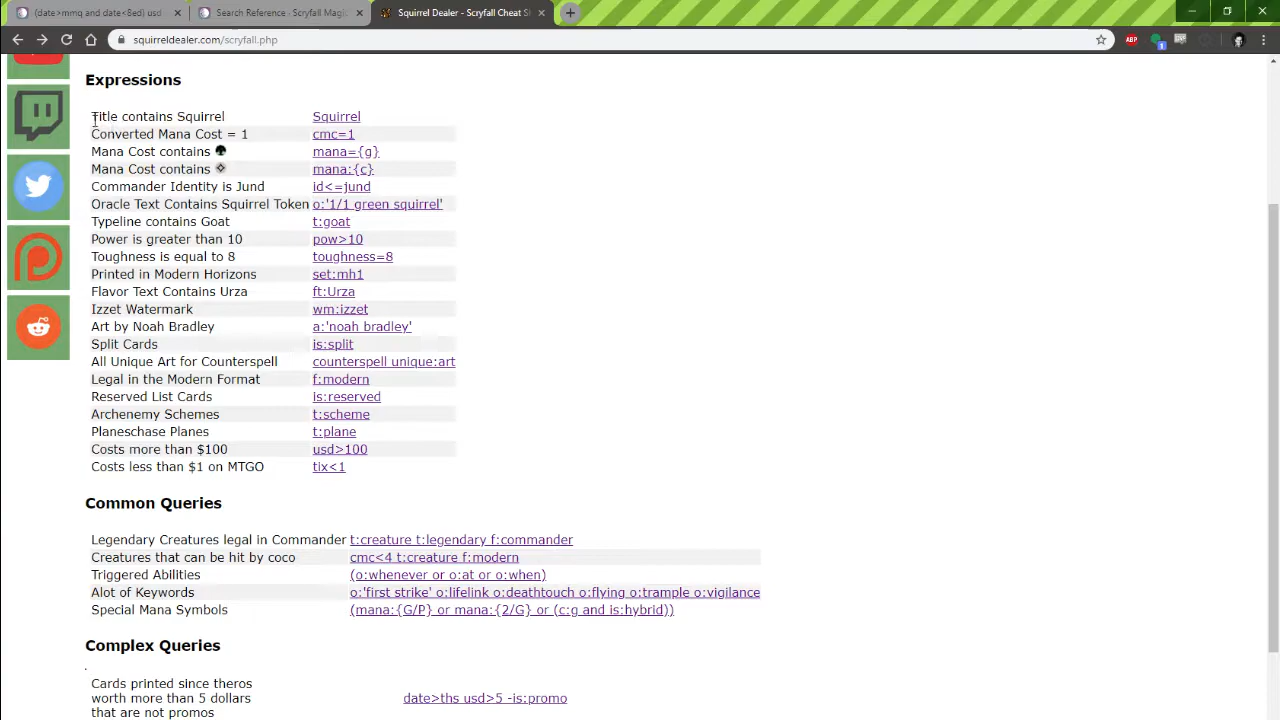 (date>mmq and date<8ed) usd
Search Reference · Scryfall Magic
Squirrel Dealer - Scryfall Cheat S
squirreldealer.com/scryfall.php
ABP
1
Expressions
Title contains Squirrel Squirrel
Converted Mana Cost = 1 cmc=1
Mana Cost contains mana={g}
Mana Cost contains mana:{c}
Commander Identity is Jund id<=jund
Oracle Text Contains Squirrel Token o:'1/1 green squirrel'
Typeline contains Goat t:goat
Power is greater than 10 pow>10
Toughness is equal to 8 toughness=8
Printed in Modern Horizons set:mh1
Flavor Text Contains Urza ft:Urza
Izzet Watermark wm:izzet
Art by Noah Bradley a:'noah bradley'
Split Cards is:split
All Unique Art for Counterspell counterspell unique:art
Legal in the Modern Format f:modern
Reserved List Cards is:reserved
Archenemy Schemes t:scheme
Planeschase Planes t:plane
Costs more than $100 usd>100
Costs less than $1 on MTGO tix<1
Common Queries
Legendary Creatures legal in Commander t:creature t:legendary f:commander
Creatures that can be hit by coco cmc<4 t:creature f:modern
Triggered Abilities (o:whenever or o:at or o:when)
Alot of Keywords o:'first strike' o:lifelink o:deathtouch o:flying o:trample o:vigilance
Special Mana Symbols (mana:{G/P} or mana:{2/G} or (c:g and is:hybrid))
Complex Queries
.
Cards printed since theros
worth more than 5 dollars date>ths usd>5 -is:promo
that are not promos